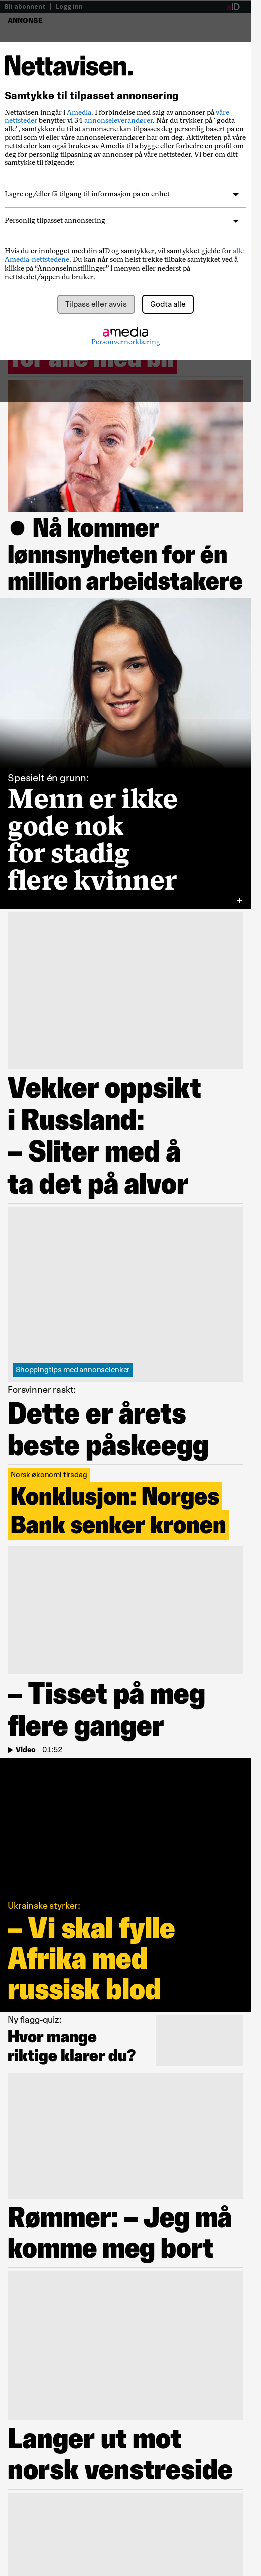 Bli abonnent | Logg inn
aID
ANNONSE
Nettavisen.
Samtykke til tilpasset annonsering
Nettavisen inngår i Amedia. I forbindelse med salg av annonser på våre
nettsteder benytter vi 34 annonseleverandører. Når du trykker på "godta
alle", samtykker du til at annonsene kan tilpasses deg personlig basert på en
profil som vi eller våre annonseleverandører har om deg. Aktiviteten på våre
nettsteder kan også brukes av Amedia til å bygge eller forbedre en profil om
deg for personlig tilpasning av annonser på våre nettsteder. Vi ber om ditt
samtykke til følgende:
Lagre og/eller få tilgang til informasjon på en enhet
Personlig tilpasset annonsering
Hvis du er innlogget med din aID og samtykker, vil samtykket gjelde for alle
Amedia-nettstedene. Du kan når som helst trekke tilbake samtykket ved å
klikke på “Annonseinnstillinger” i menyen eller nederst på
nettstedet/appen du bruker.
Tilpass eller avvis
Godta alle
amedia
Personvernerklæring
for alle med bil
● Nå kommer
lønnsnyheten for én
million arbeidstakere
Spesielt én grunn:
Menn er ikke
gode nok
for stadig
flere kvinner
+
Vekker oppsikt
i Russland:
– Sliter med å
ta det på alvor
Shoppingtips med annonselenker
Forsvinner raskt:
Dette er årets
beste påskeegg
Norsk økonomi tirsdag
Konklusjon: Norges
Bank senker kronen
– Tisset på meg
flere ganger
Video | 01:52
Ukrainske styrker:
– Vi skal fylle
Afrika med
russisk blod
Ny flagg-quiz:
Hvor mange
riktige klarer du?
Rømmer: – Jeg må
komme meg bort
Langer ut mot
norsk venstreside